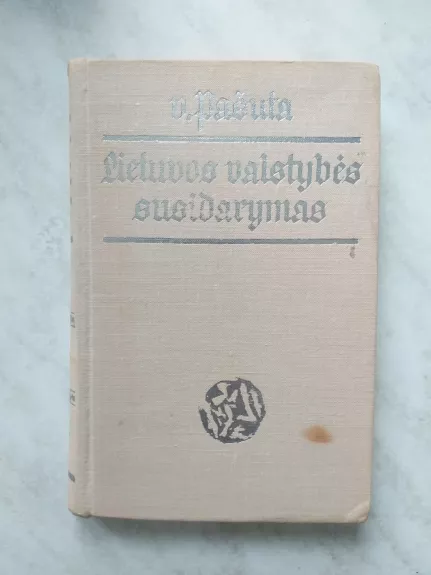 V. Pašuta
Lietuvos valstybės
susidarymas